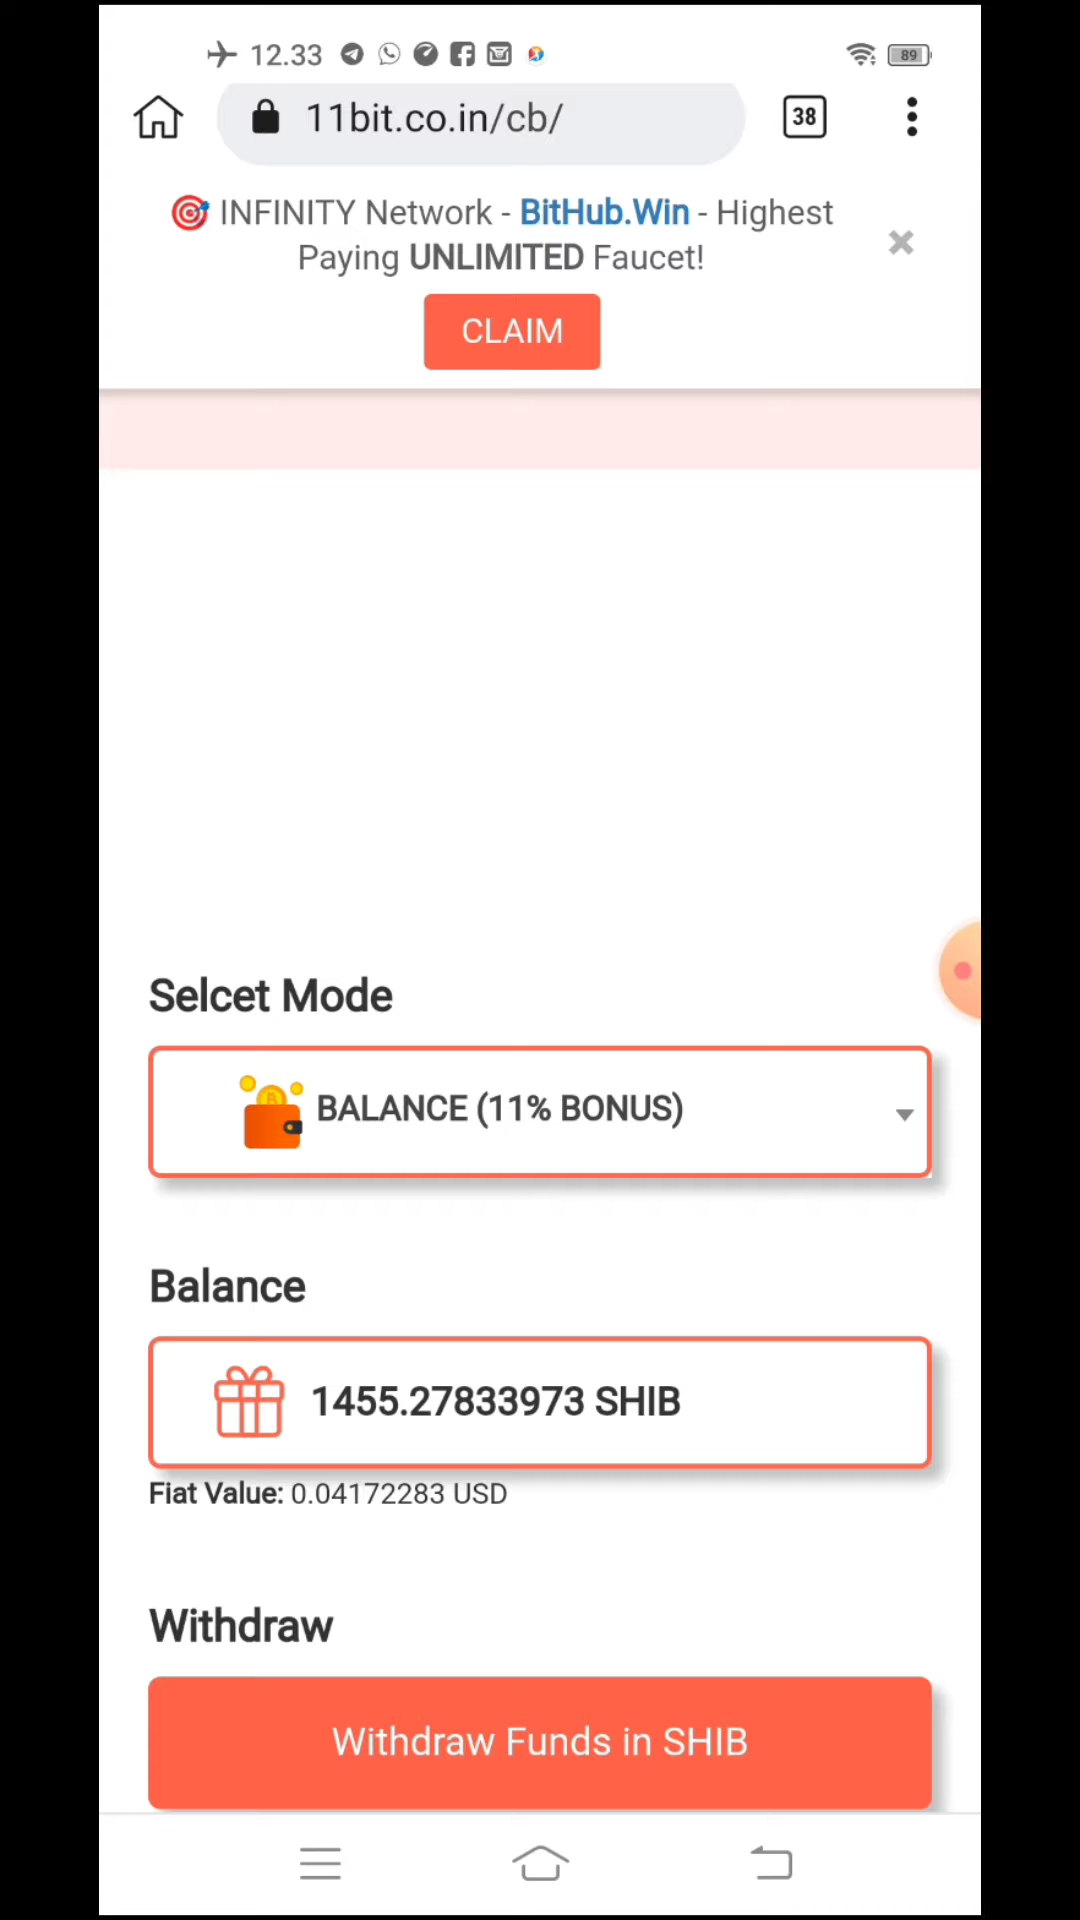 12.33
89
11bit.co.in/cb/
38
🎯 INFINITY Network - BitHub.Win - Highest
Paying UNLIMITED Faucet!
CLAIM
Selcet Mode
BALANCE (11% BONUS)
Balance
1455.27833973 SHIB
Fiat Value: 0.04172283 USD
Withdraw
Withdraw Funds in SHIB